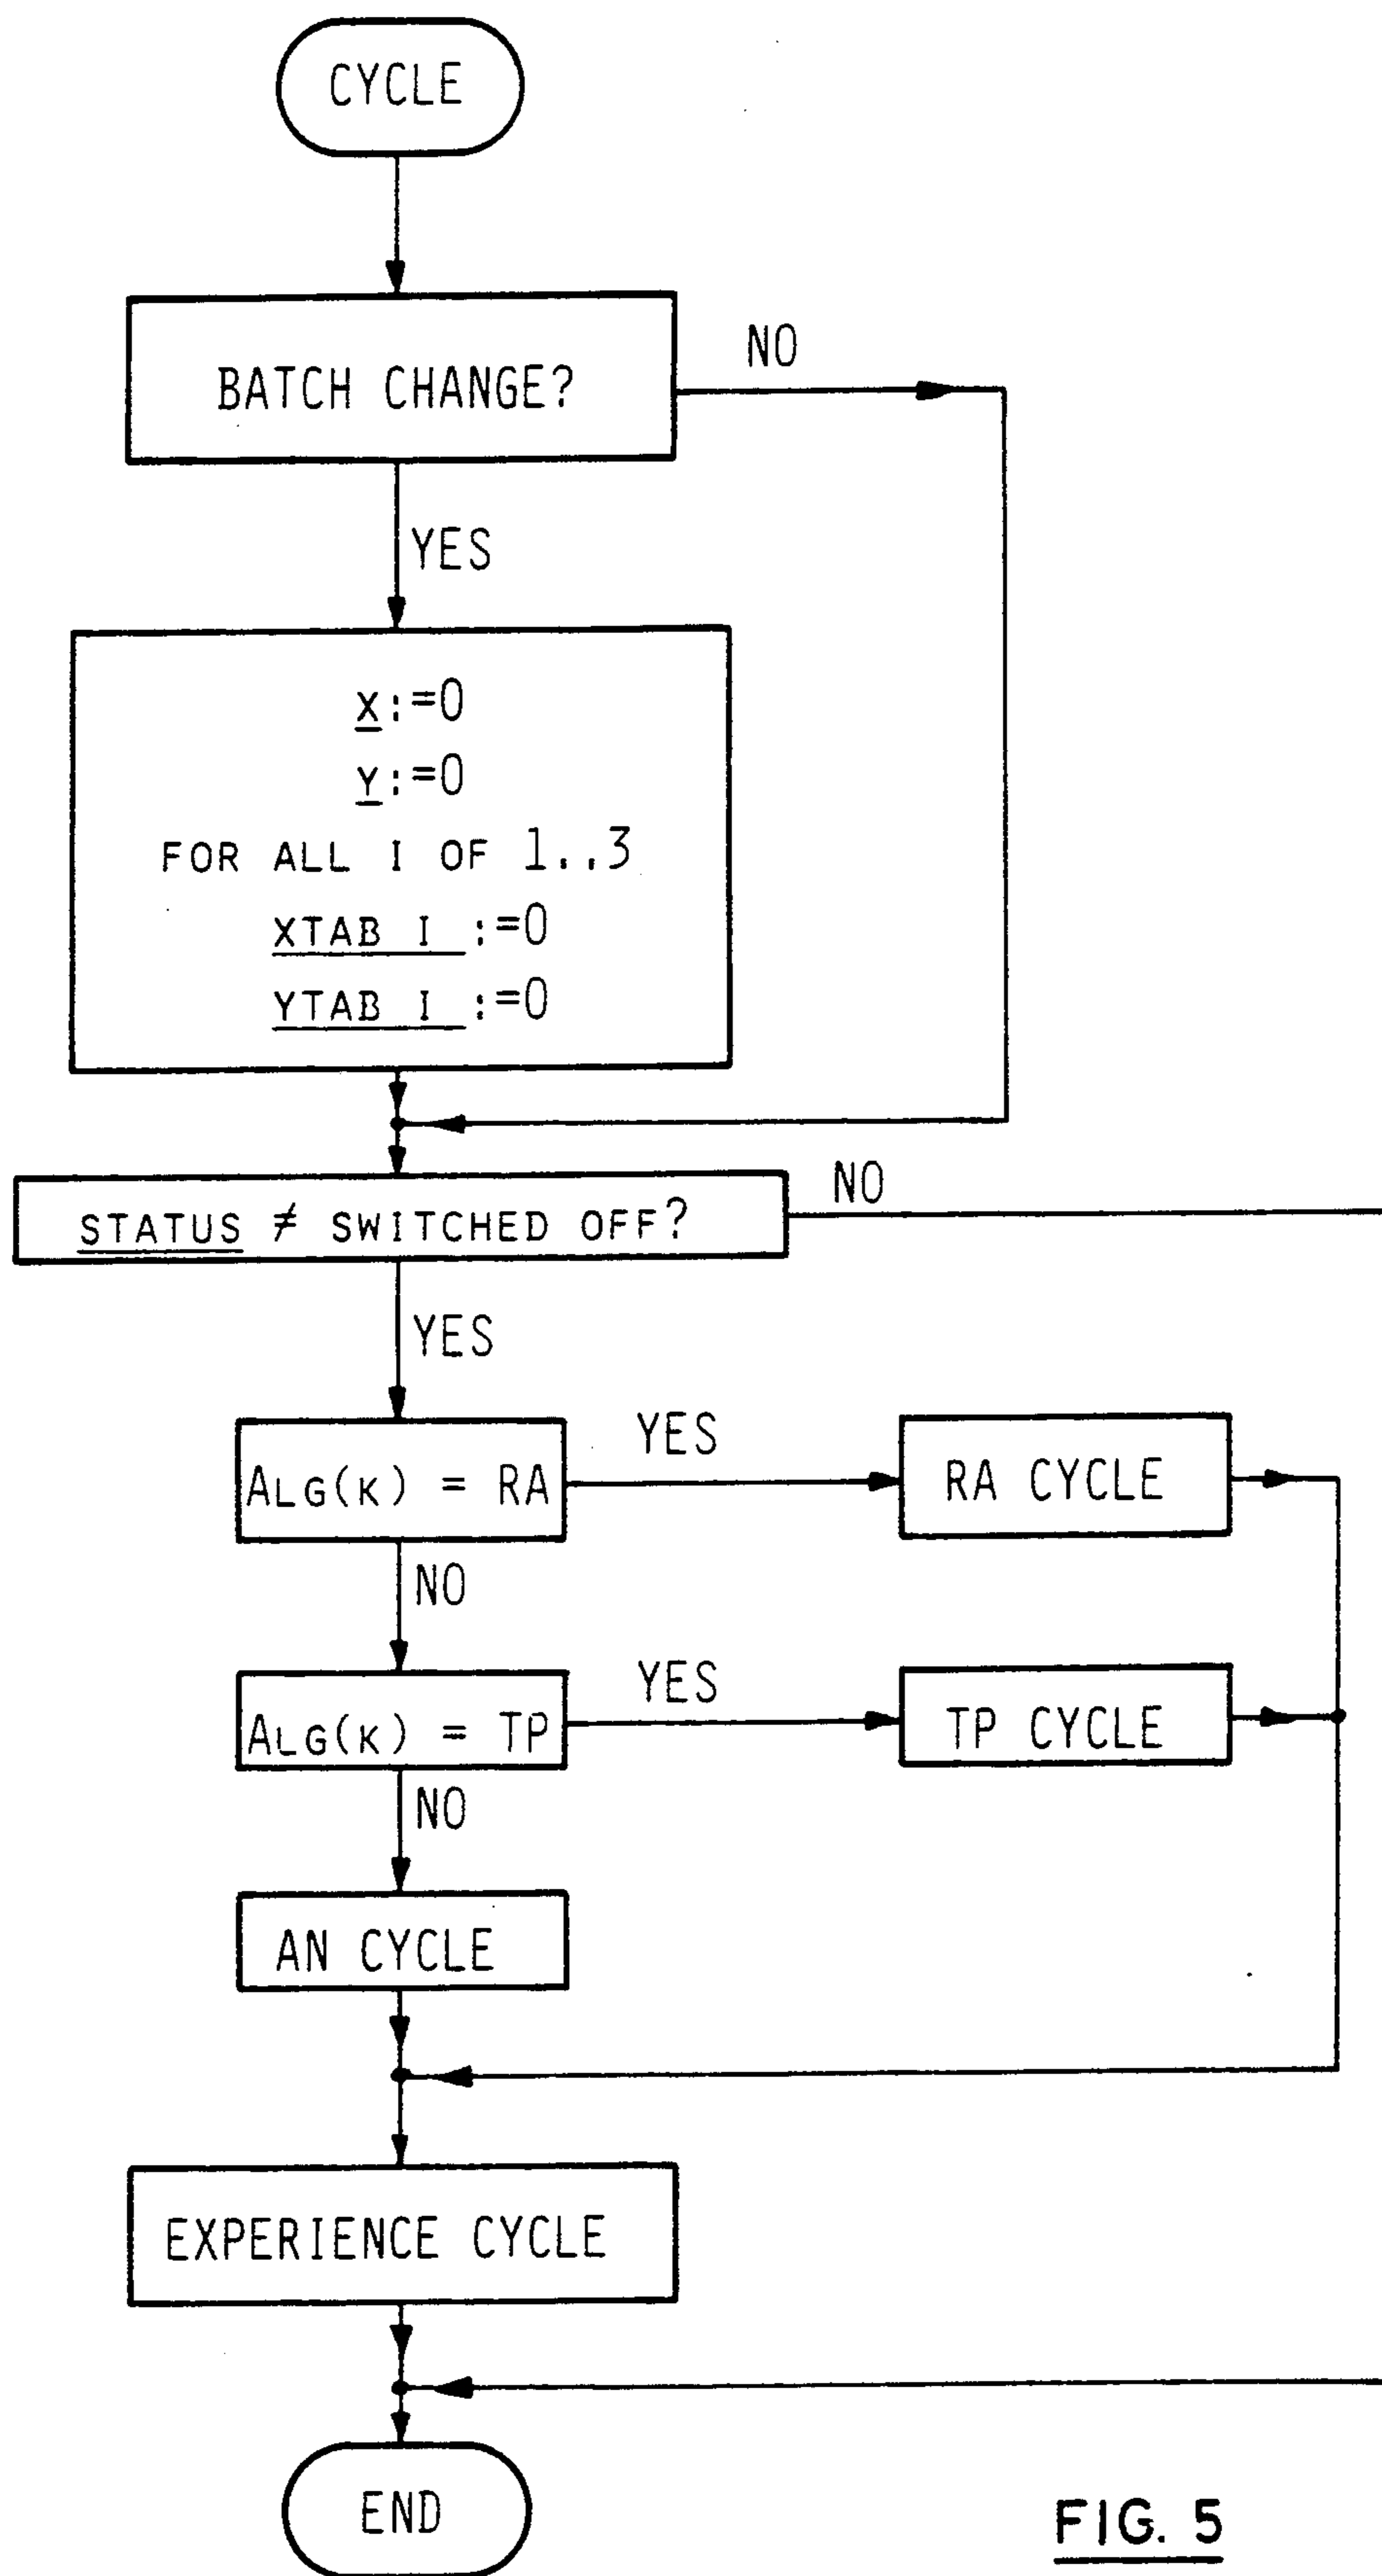 CYCLE
BATCH CHANGE?
NO
YES
X:=0
Y:=0
FOR ALL I OF 1..3
XTAB I :=0
YTAB I :=0
STATUS ≠ SWITCHED OFF?
NO
YES
ALG(K) = RA
YES
RA CYCLE
NO
ALG(K) = TP
YES
TP CYCLE
NO
AN CYCLE
EXPERIENCE CYCLE
END
FIG. 5